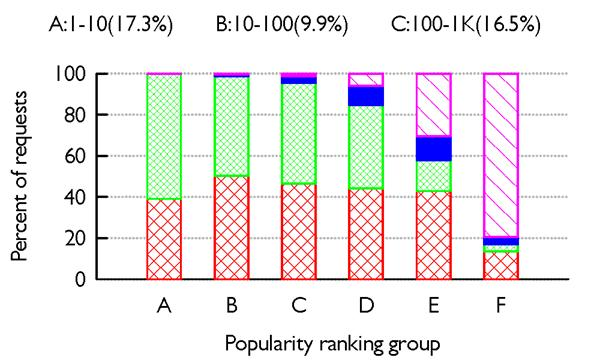 A:1-10(17.3%) B:10-100(9.9%) C:100-1K(16.5%)
100
80
60
40
20
0
Percent of requests
A B C D E F
Popularity ranking group